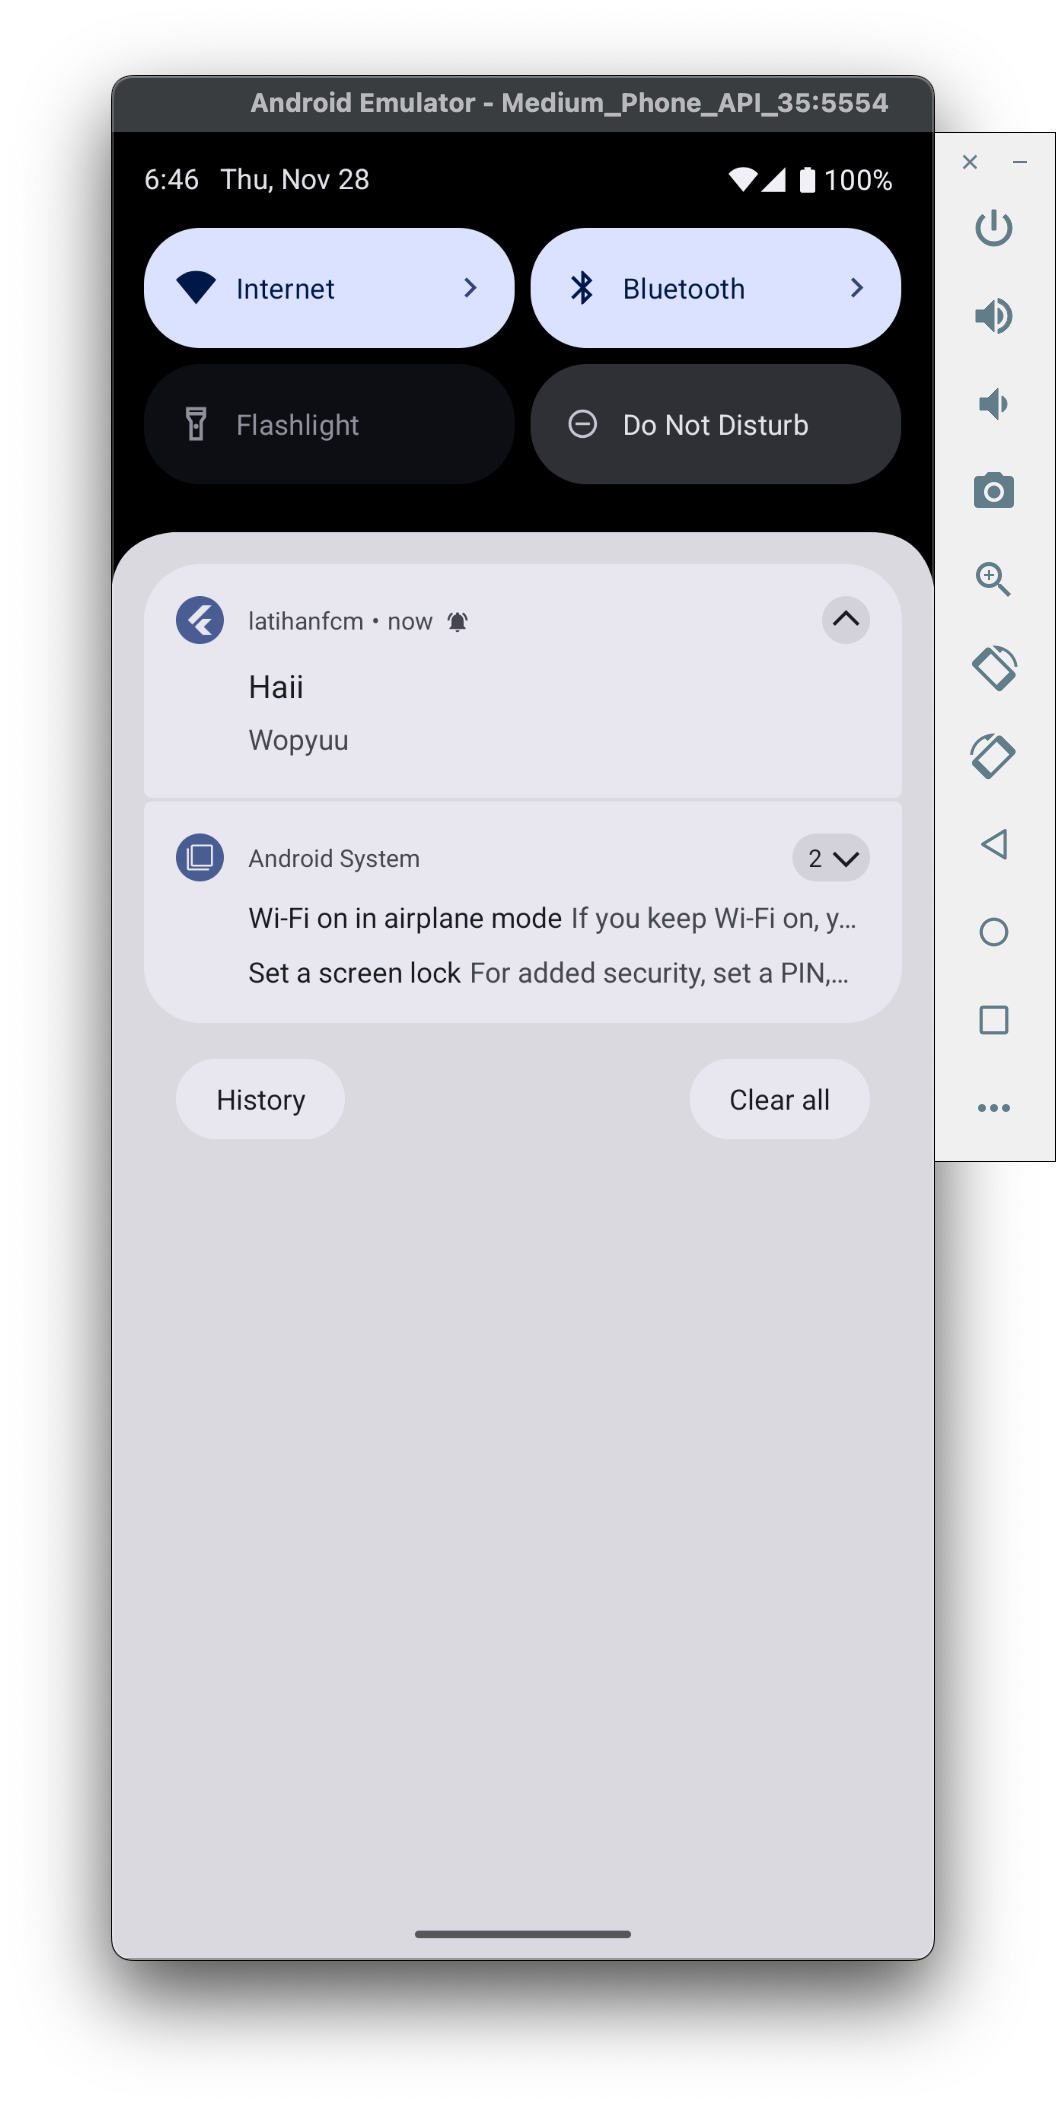 Android Emulator - Medium_Phone_API_35:5554
6:46 Thu, Nov 28 100%
Internet
Bluetooth
Flashlight
Do Not Disturb
latihanfcm • now
Haii
Wopyuu
Android System 2
Wi-Fi on in airplane mode If you keep Wi-Fi on, y…
Set a screen lock For added security, set a PIN,…
History
Clear all